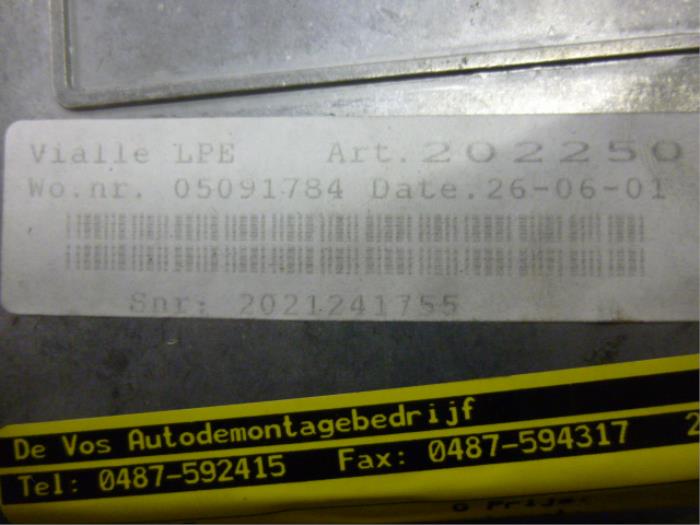 Vialle LPE Art.202250
Wo.nr. 05091784 Date.26-06-01
Snr: 2021241755
De Vos Autodemontagebedrijf
Tel: 0487-592415 Fax: 0487-594317 2